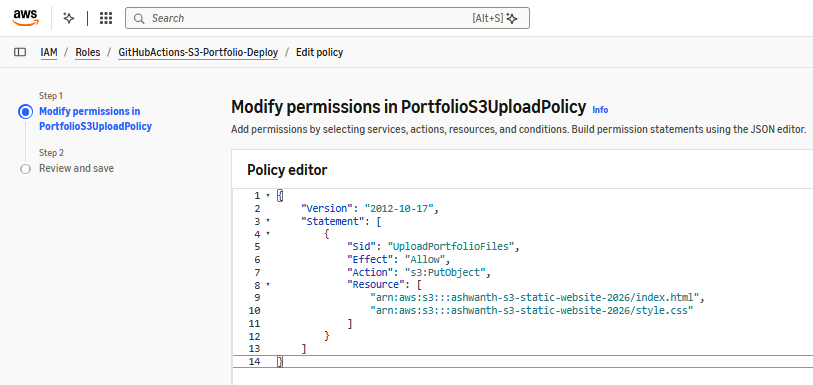 aws
Search [Alt+S]
IAM / Roles / GitHubActions-S3-Portfolio-Deploy / Edit policy
Step 1
Modify permissions in
PortfolioS3UploadPolicy
Step 2
Review and save
Modify permissions in PortfolioS3UploadPolicy Info
Add permissions by selecting services, actions, resources, and conditions. Build permission statements using the JSON editor.
Policy editor
1 {
2 "Version": "2012-10-17",
3 "Statement": [
4 {
5 "Sid": "UploadPortfolioFiles",
6 "Effect": "Allow",
7 "Action": "s3:PutObject",
8 "Resource": [
9 "arn:aws:s3:::ashwanth-s3-static-website-2026/index.html",
10 "arn:aws:s3:::ashwanth-s3-static-website-2026/style.css"
11 ]
12 }
13 ]
14 }